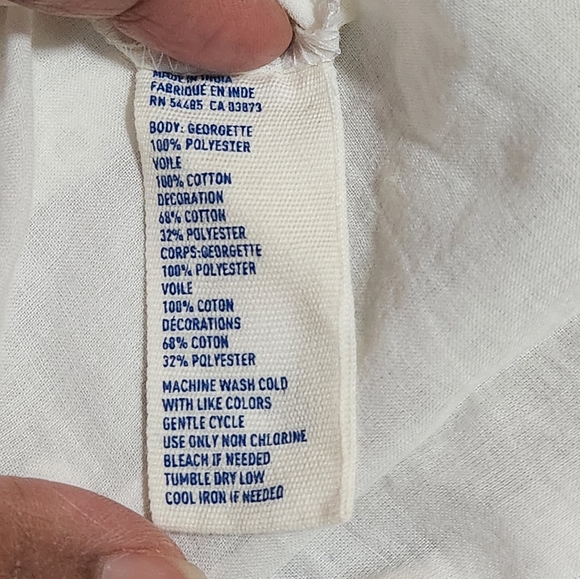 MADE IN INDIA
FABRIQUÉ EN INDE
RN 54485 CA 03873
BODY: GEORGETTE
100% POLYESTER
VOILE
100% COTTON
DECORATION
68% COTTON
32% POLYESTER
CORPS:GEORGETTE
100% POLYESTER
VOILE
100% COTON
DÉCORATIONS
68% COTON
32% POLYESTER
MACHINE WASH COLD
WITH LIKE COLORS
GENTLE CYCLE
USE ONLY NON CHLORINE
BLEACH IF NEEDED
TUMBLE DRY LOW
COOL IRON IF NEEDED